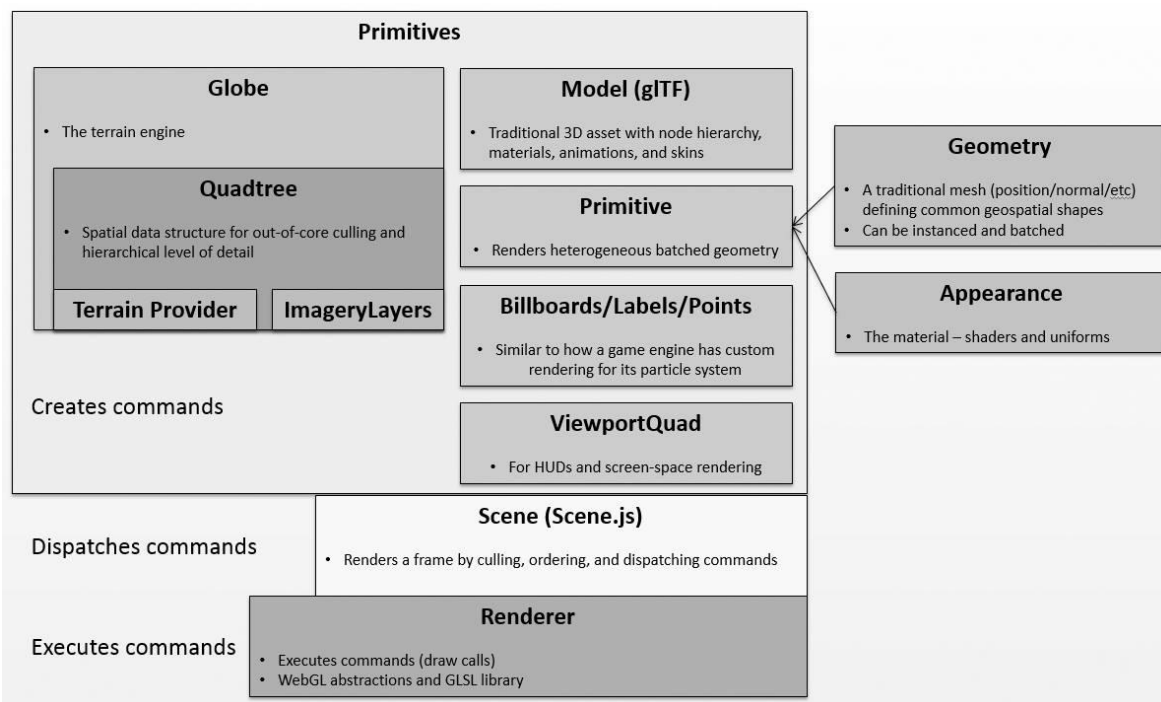 Primitives
Globe
• The terrain engine
Quadtree
• Spatial data structure for out-of-core culling and
hierarchical level of detail
Terrain Provider
ImageryLayers
Creates commands
Model (glTF)
• Traditional 3D asset with node hierarchy,
materials, animations, and skins
Primitive
• Renders heterogeneous batched geometry
Billboards/Labels/Points
• Similar to how a game engine has custom
rendering for its particle system
ViewportQuad
• For HUDs and screen-space rendering
Geometry
• A traditional mesh (position/normal/etc)
defining common geospatial shapes
• Can be instanced and batched
Appearance
• The material – shaders and uniforms
Dispatches commands
Scene (Scene.js)
• Renders a frame by culling, ordering, and dispatching commands
Executes commands
Renderer
• Executes commands (draw calls)
• WebGL abstractions and GLSL library